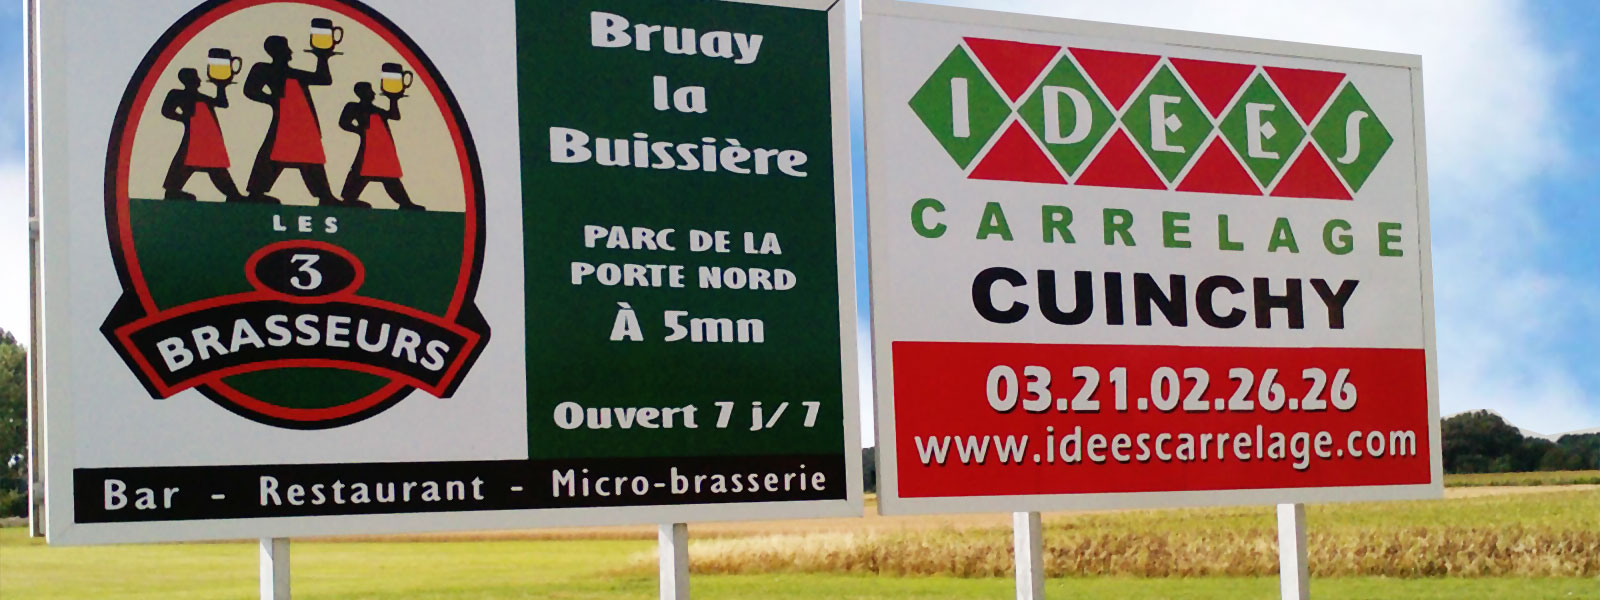 LES
3
BRASSEURS
Bruay
la
Buissière
PARC DE LA
PORTE NORD
À 5mn
Ouvert 7 j/ 7
Bar - Restaurant - Micro-brasserie
IDEES
CARRELAGE
CUINCHY
03.21.02.26.26
www.ideescarrelage.com